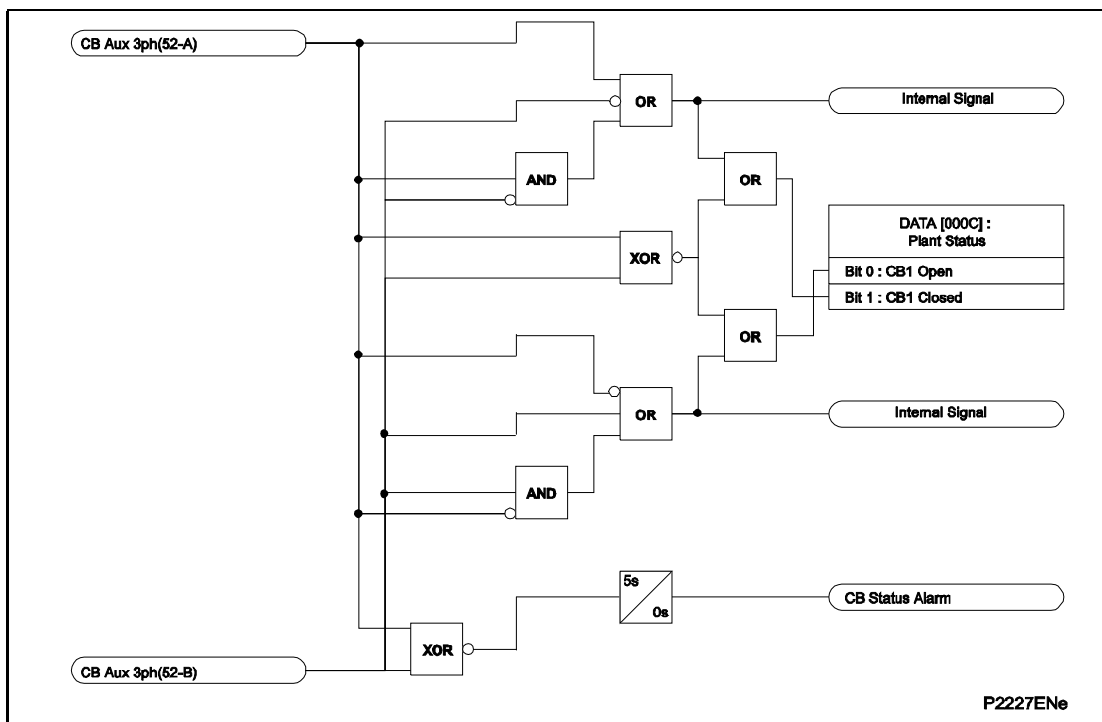 CB Aux 3ph(52-A)
OR
Internal Signal
AND
OR
DATA [000C] :
Plant Status
XOR
Bit 0 : CB1 Open
Bit 1 : CB1 Closed
OR
OR
Internal Signal
AND
5s
0s
CB Status Alarm
XOR
CB Aux 3ph(52-B)
P2227ENe